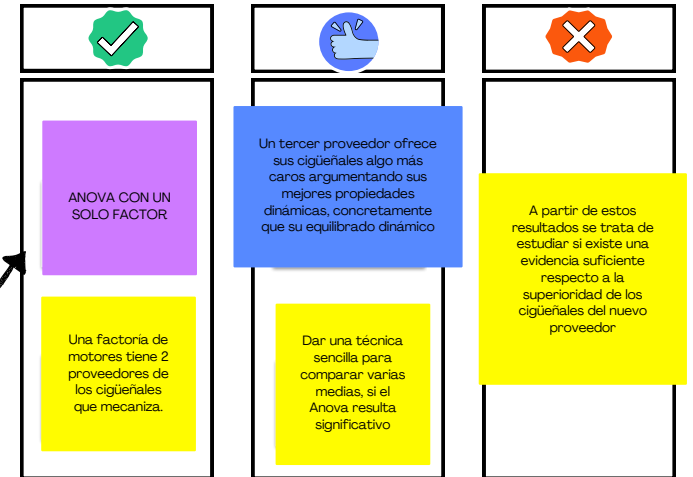 ANOVA CON UN
SOLO FACTOR
Una factoría de
motores tiene 2
proveedores de
los cigüeñales
que mecaniza.
Un tercer proveedor ofrece
sus cigüeñales algo más
caros argumentando sus
mejores propiedades
dinámicas, concretamente
que su equilibrado dinámico
Dar una técnica
sencilla para
comparar varias
medias, si el
Anova resulta
significativo
A partir de estos
resultados se trata de
estudiar si existe una
evidencia suficiente
respecto a la
superioridad de los
cigüeñales del nuevo
proveedor